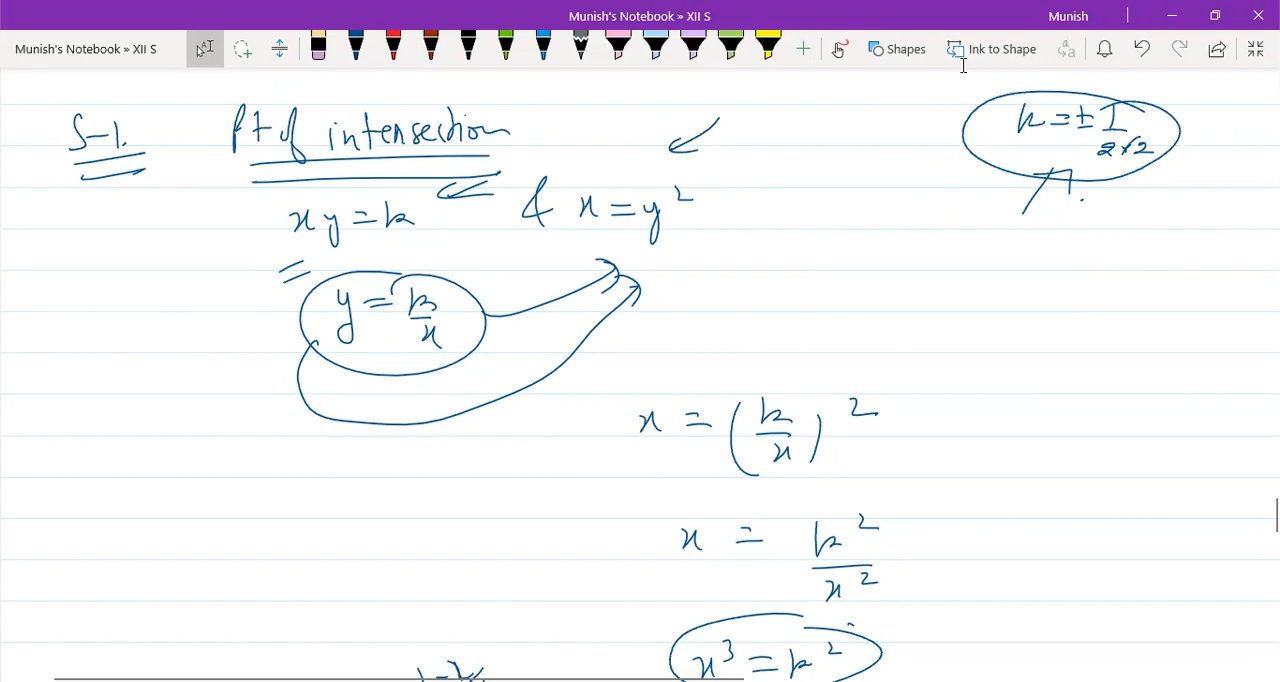 Munish's Notebook » XII S
Munish
Munish's Notebook » XII S
Shapes
Ink to Shape
S-1. Pt of intersection
k = ± 1
2√2
xy = k & x = y²
y = k/x
x = (k/x)²
x = k²/x²
x³ = k²